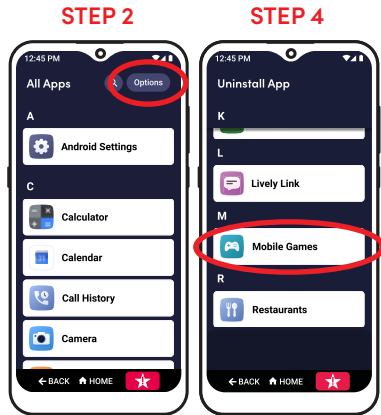 STEP 2
12:45 PM
All Apps
Options
A
Android Settings
C
Calculator
Calendar
31
Call History
Camera
BACK HOME
STEP 4
12:45 PM
Uninstall App
K
L
Lively Link
M
Mobile Games
R
Restaurants
BACK HOME